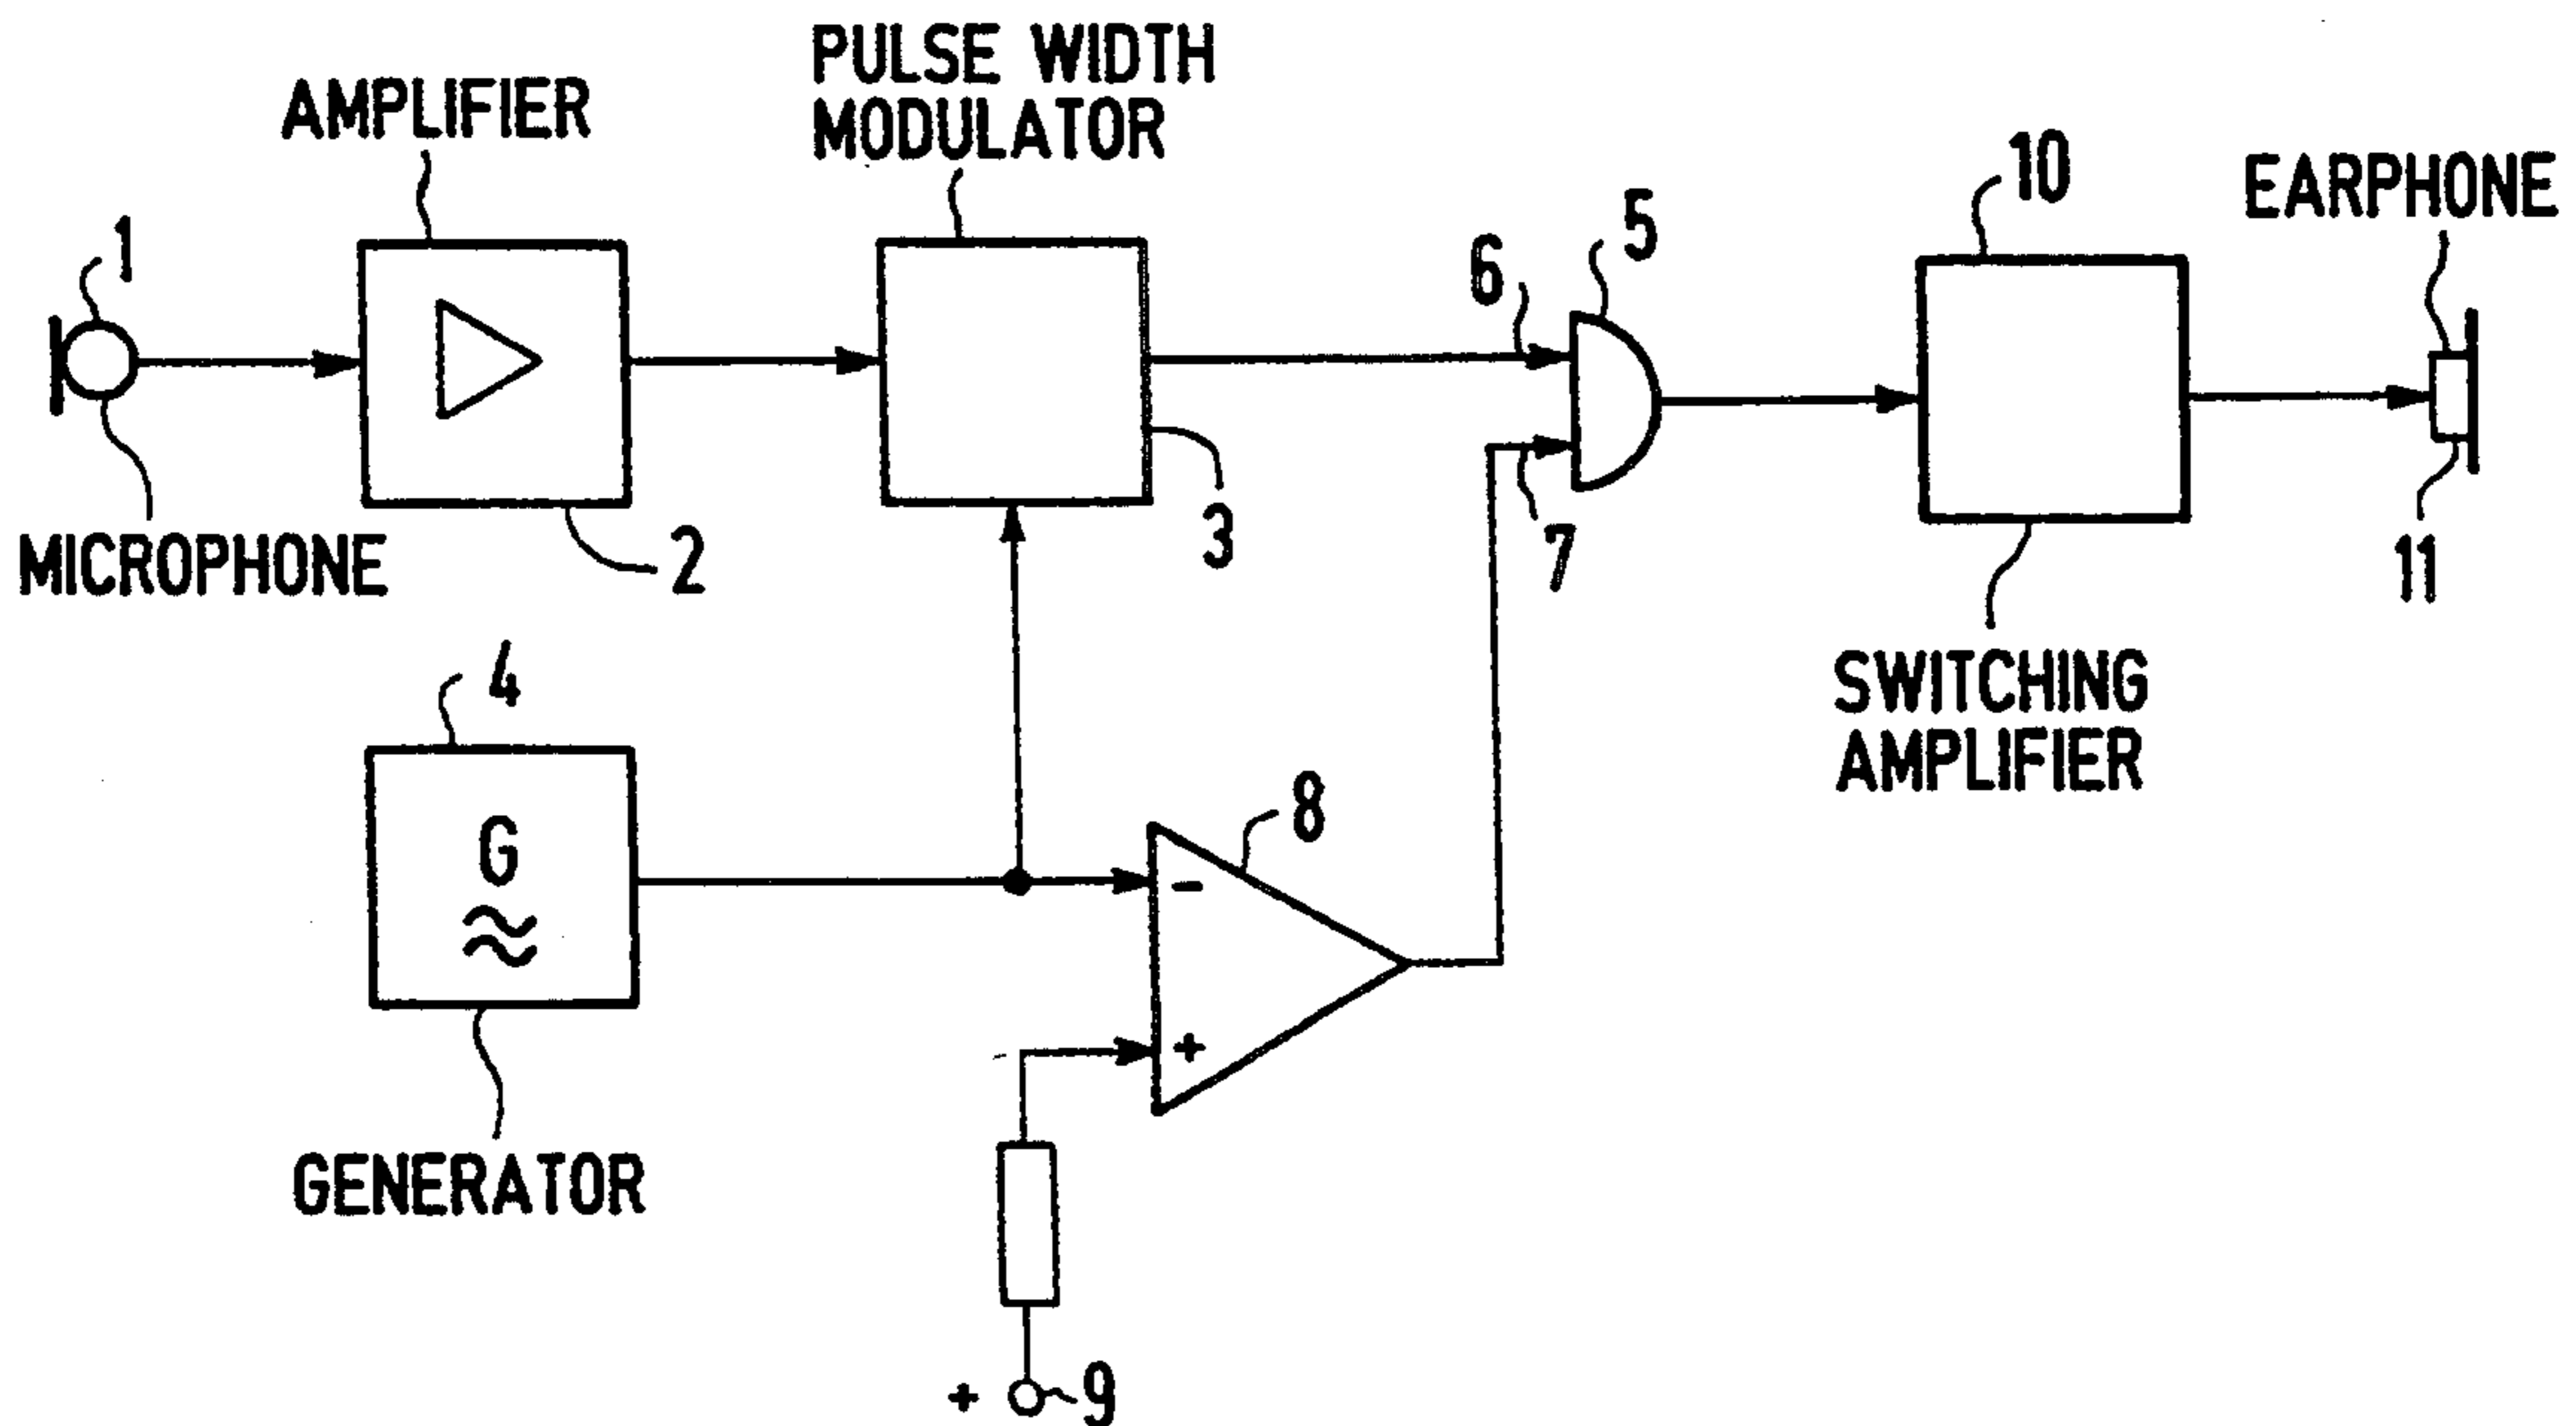 PULSE WIDTH
MODULATOR
AMPLIFIER
10
EARPHONE
1
5
6
MICROPHONE
2
3
7
11
4
SWITCHING
AMPLIFIER
8
G
-
+
GENERATOR
+
9